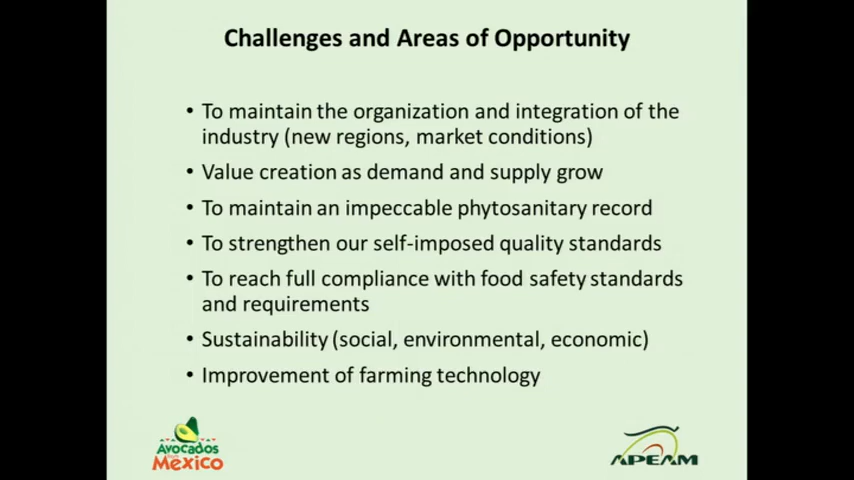 Challenges and Areas of Opportunity
• To maintain the organization and integration of the
industry (new regions, market conditions)
• Value creation as demand and supply grow
• To maintain an impeccable phytosanitary record
• To strengthen our self-imposed quality standards
• To reach full compliance with food safety standards
and requirements
• Sustainability (social, environmental, economic)
• Improvement of farming technology
Avocados
Mexico
APEAM